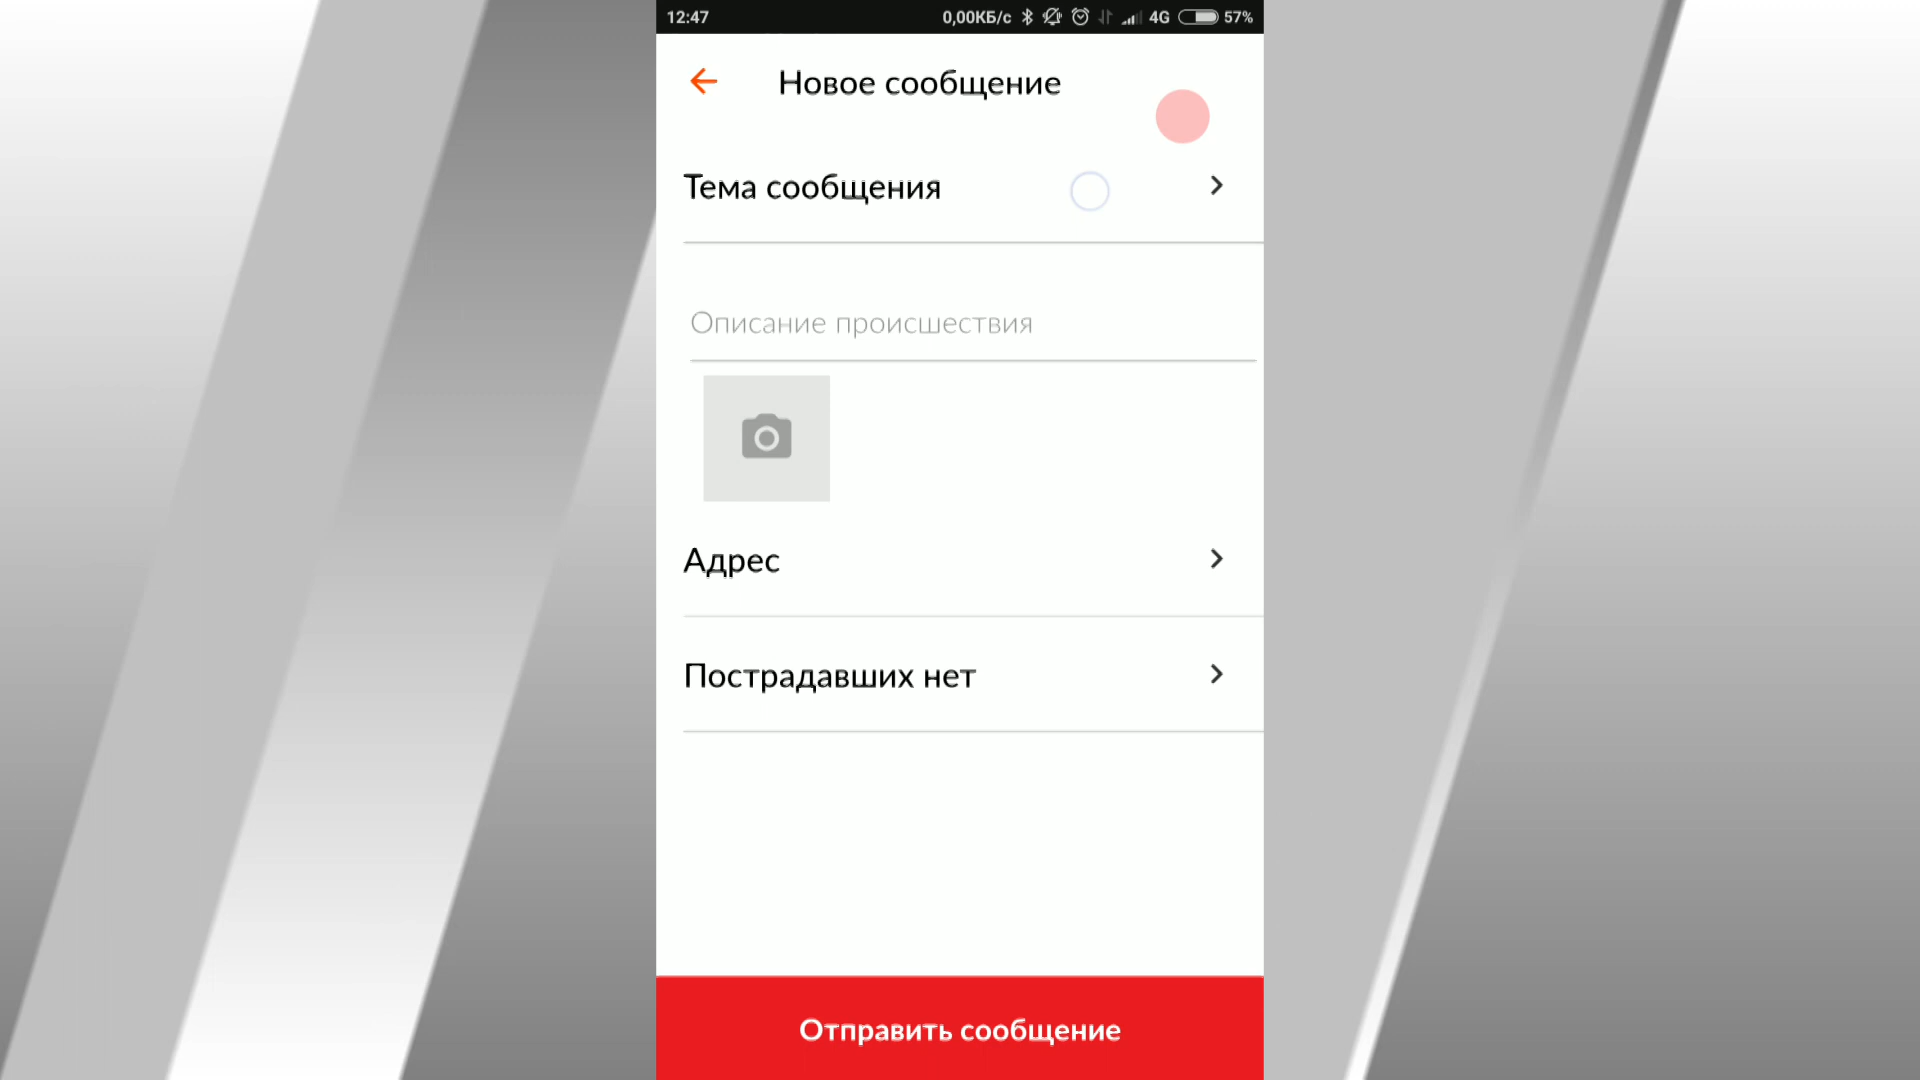 12:47 0,00КБ/с 4G 57%
Новое сообщение
Тема сообщения
Описание происшествия
Адрес
Пострадавших нет
Отправить сообщение